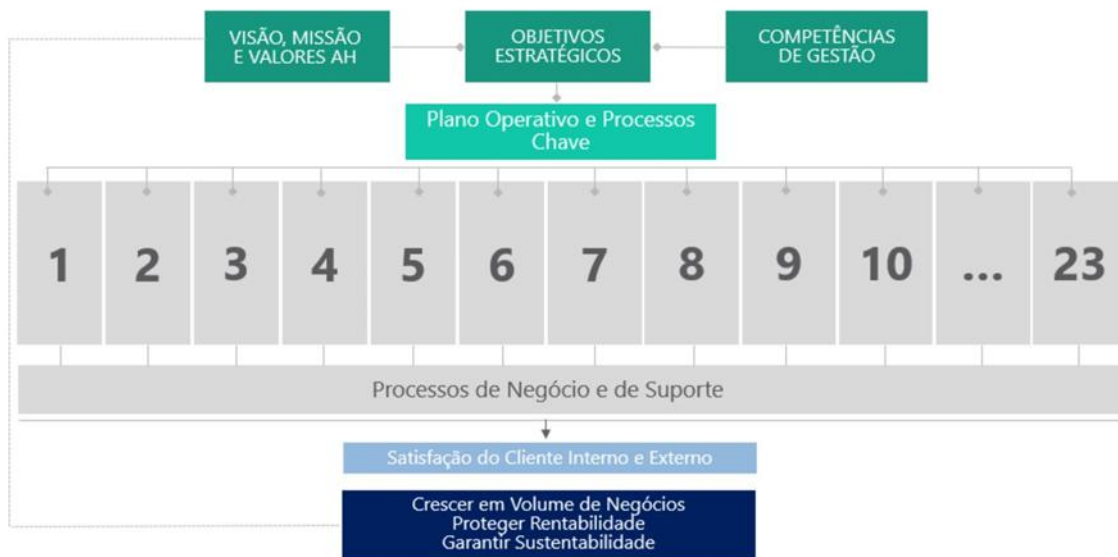 VISÃO, MISSÃO
E VALORES AH
OBJETIVOS
ESTRATÉGICOS
COMPETÊNCIAS
DE GESTÃO
Plano Operativo e Processos
Chave
1
2
3
4
5
6
7
8
9
10
...
23
Processos de Negócio e de Suporte
Satisfação do Cliente Interno e Externo
Crescer em Volume de Negócios
Proteger Rentabilidade
Garantir Sustentabilidade